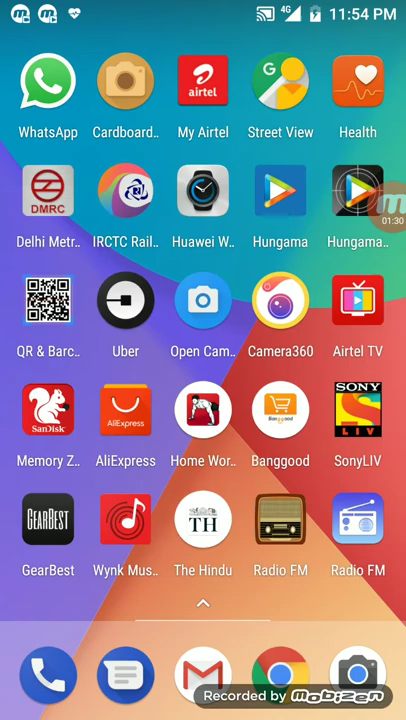 4G 11:54 PM
airtel
G
WhatsApp Cardboard.. My Airtel Street View Health
DMRC
01:30
Delhi Metr.. IRCTC Rail.. Huawei W.. Hungama Hungama..
QR & Barc.. Uber Open Cam.. Camera360 Airtel TV
SanDisk AliExpress Banggood SONY LIV
Memory Z.. AliExpress Home Wor.. Banggood SonyLIV
GEARBEST TH
GearBest Wynk Mus.. The Hindu Radio FM Radio FM
Recorded by MOBIZEN